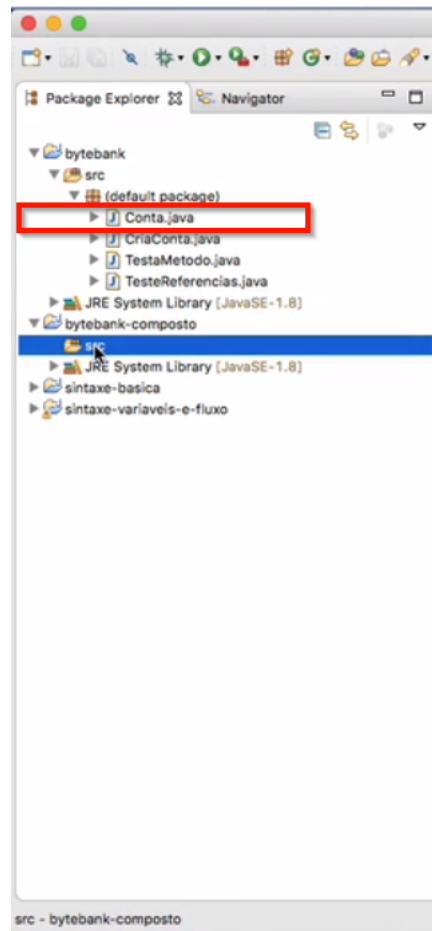 Package Explorer Navigator
bytebank
src
(default package)
Conta.java
CriaConta.java
TestaMetodo.java
TesteReferencias.java
JRE System Library [JavaSE-1.8]
bytebank-composto
src
JRE System Library [JavaSE-1.8]
sintaxe-basica
sintaxe-variaveis-e-fluxo
src - bytebank-composto